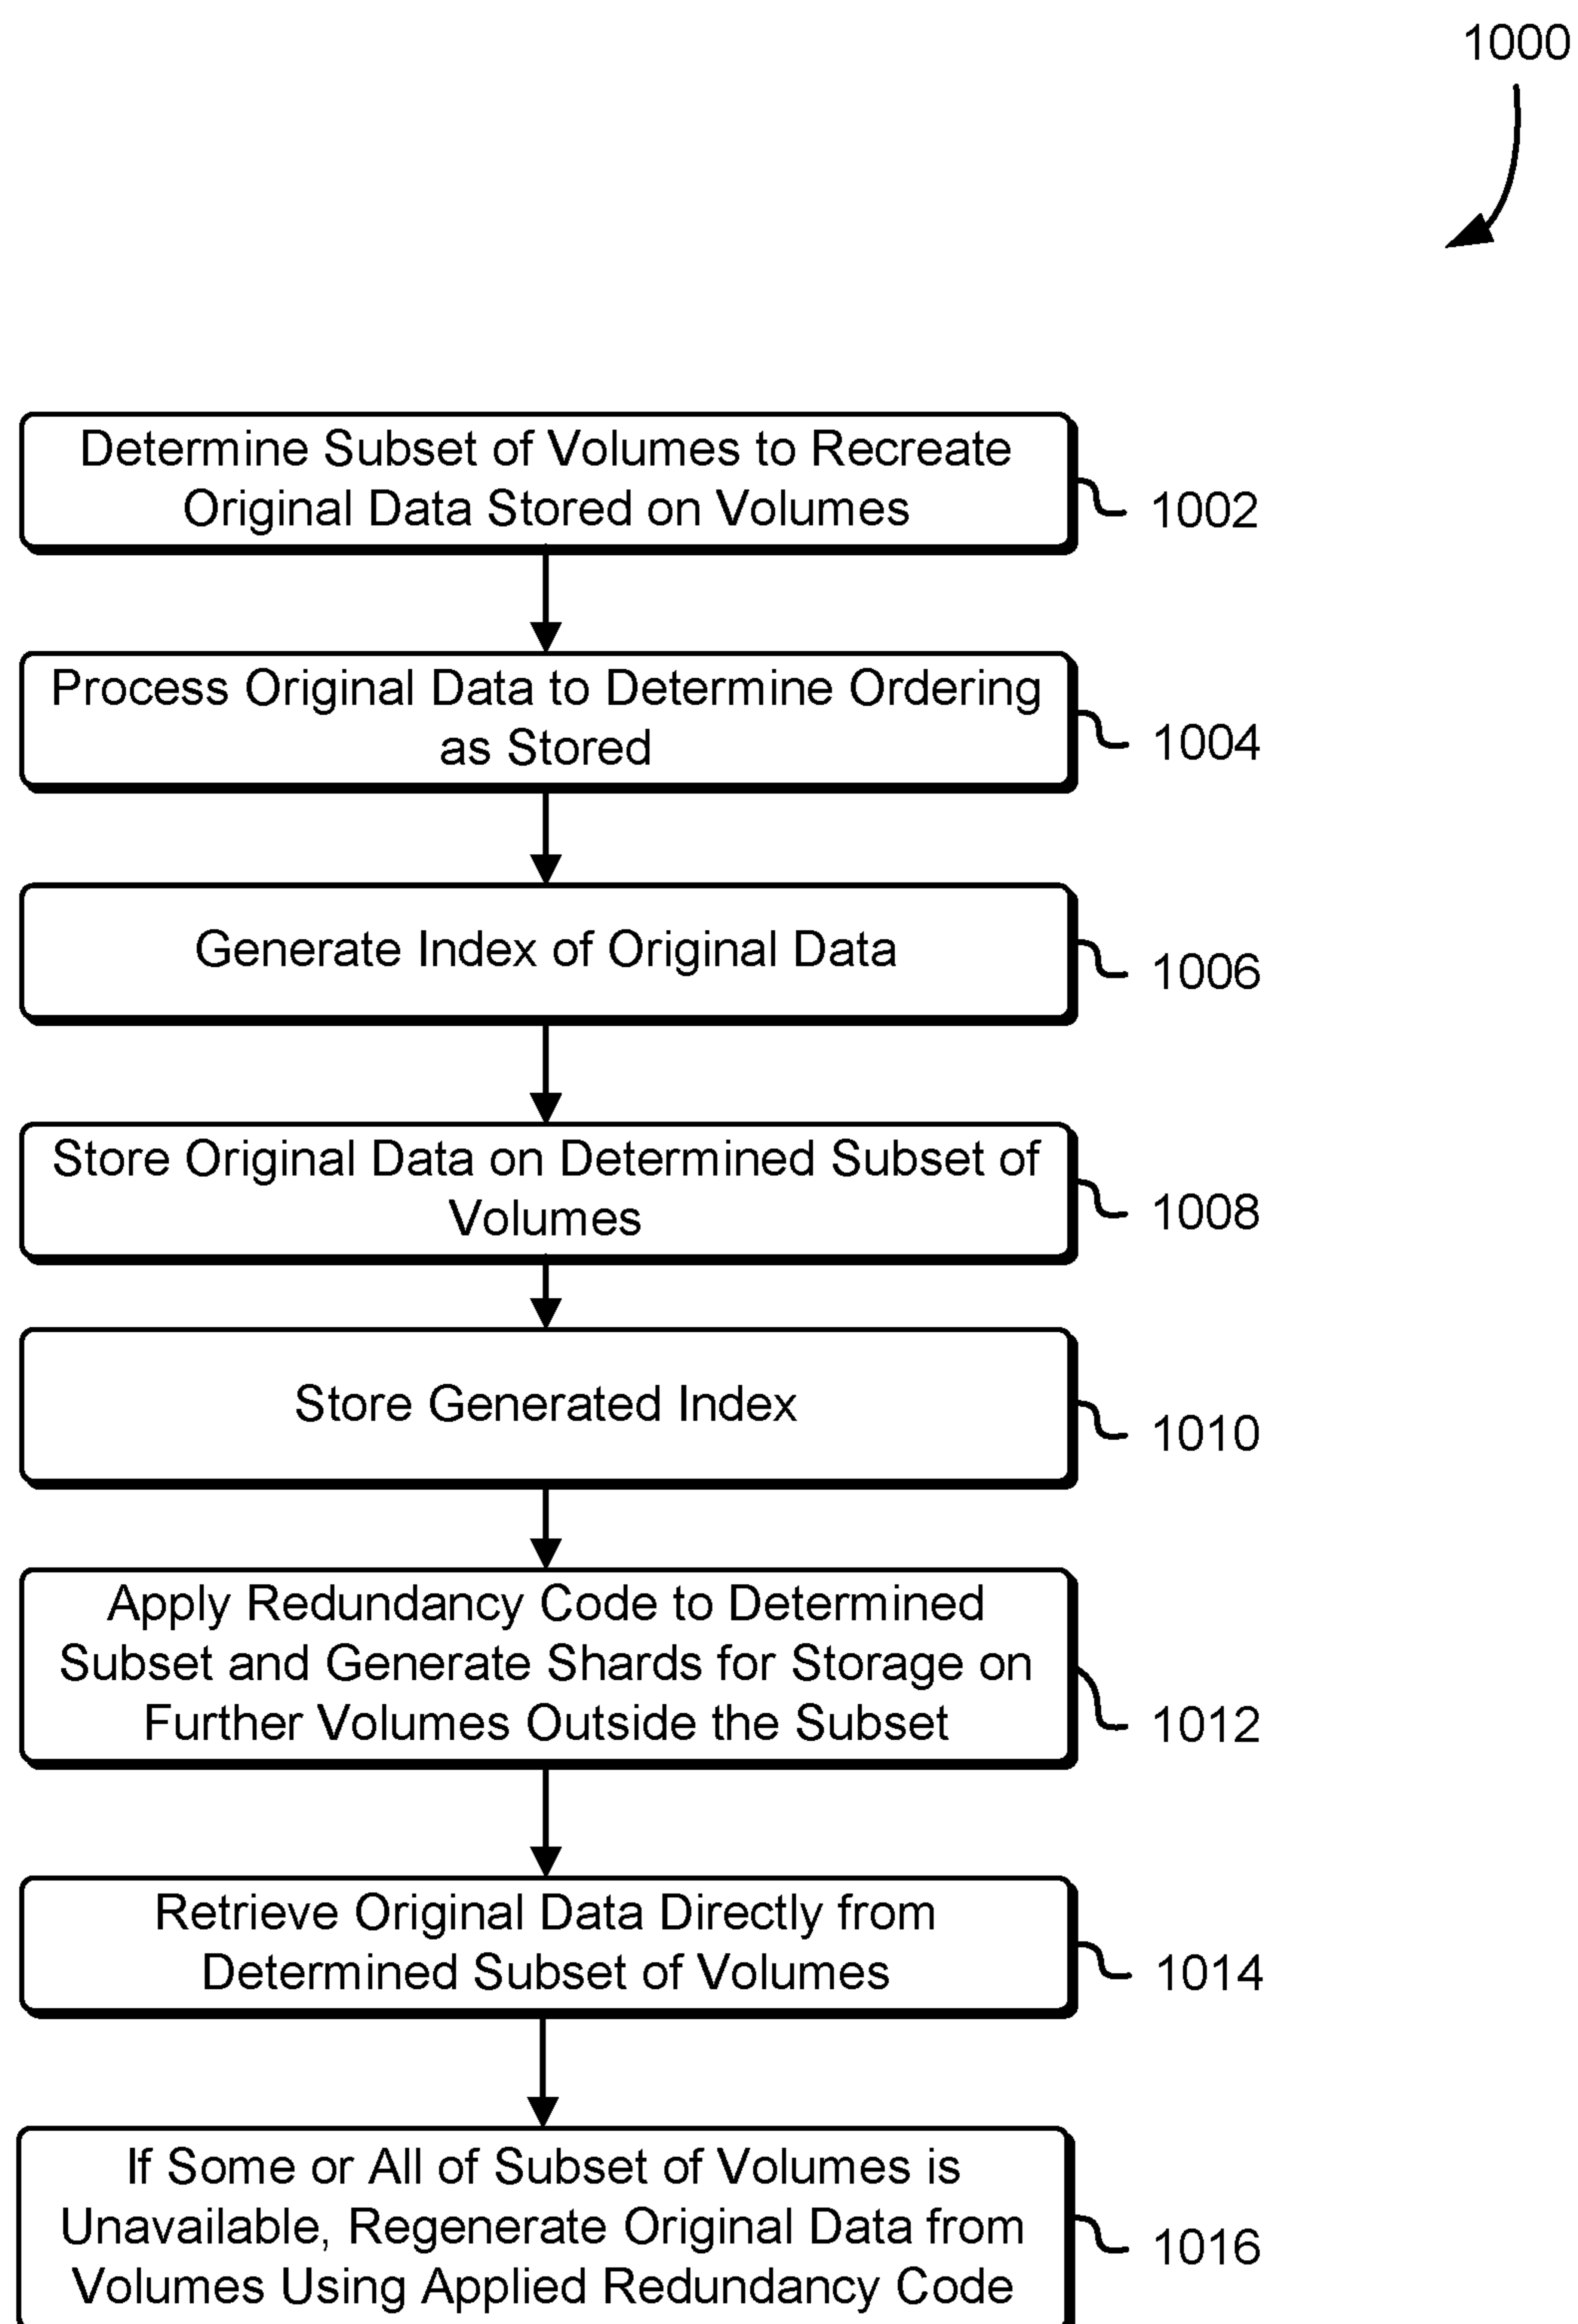 1000
Determine Subset of Volumes to Recreate
Original Data Stored on Volumes
1002
Process Original Data to Determine Ordering
as Stored
1004
Generate Index of Original Data
1006
Store Original Data on Determined Subset of
Volumes
1008
Store Generated Index
1010
Apply Redundancy Code to Determined
Subset and Generate Shards for Storage on
Further Volumes Outside the Subset
1012
Retrieve Original Data Directly from
Determined Subset of Volumes
1014
If Some or All of Subset of Volumes is
Unavailable, Regenerate Original Data from
Volumes Using Applied Redundancy Code
1016